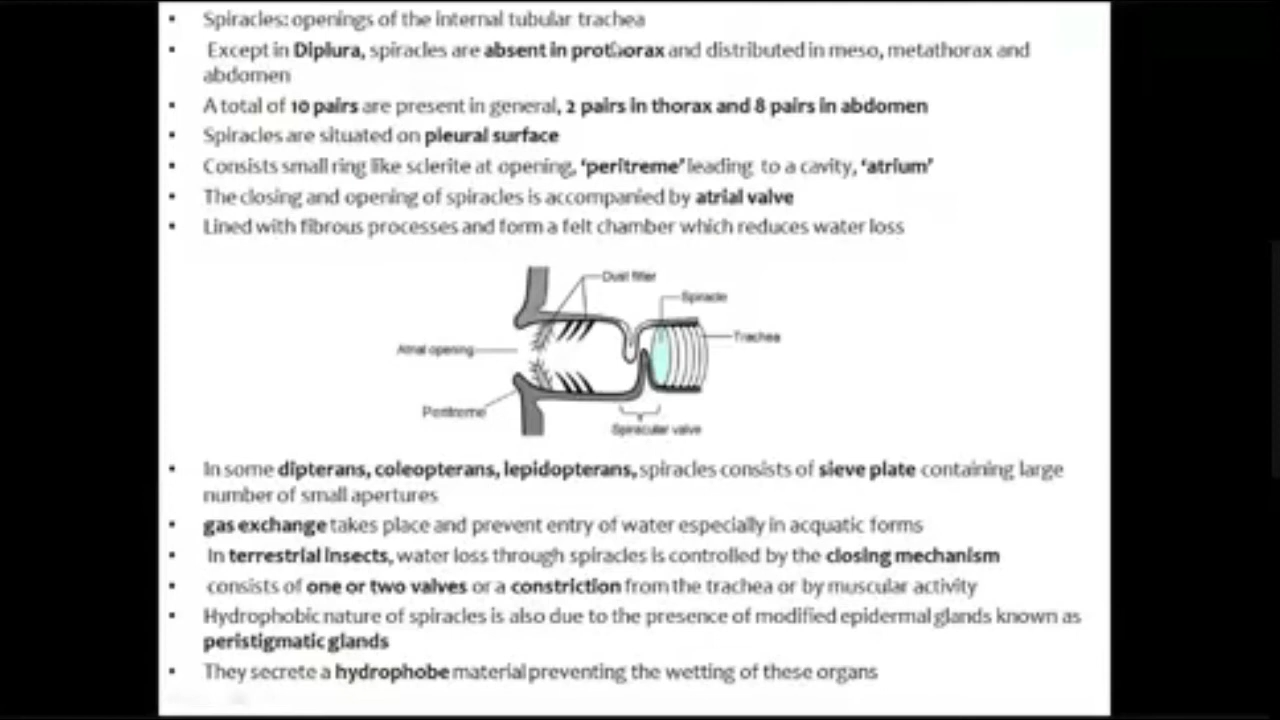 • Spiracles: openings of the internal tubular trachea
• Except in Diplura, spiracles are absent in prothorax and distributed in meso, metathorax and
abdomen
• A total of 10 pairs are present in general, 2 pairs in thorax and 8 pairs in abdomen
• Spiracles are situated on pleural surface
• Consists small ring like sclerite at opening, ‘peritreme’ leading to a cavity, ‘atrium’
• The closing and opening of spiracles is accompanied by atrial valve
• Lined with fibrous processes and form a felt chamber which reduces water loss
Dust filter
Spiracle
Trachea
Atrial opening
Peritreme
Spiracular valve
• In some dipterans, coleopterans, lepidopterans, spiracles consists of sieve plate containing large
number of small apertures
• gas exchange takes place and prevent entry of water especially in acquatic forms
• In terrestrial insects, water loss through spiracles is controlled by the closing mechanism
• consists of one or two valves or a constriction from the trachea or by muscular activity
• Hydrophobic nature of spiracles is also due to the presence of modified epidermal glands known as
peristigmatic glands
• They secrete a hydrophobe material preventing the wetting of these organs